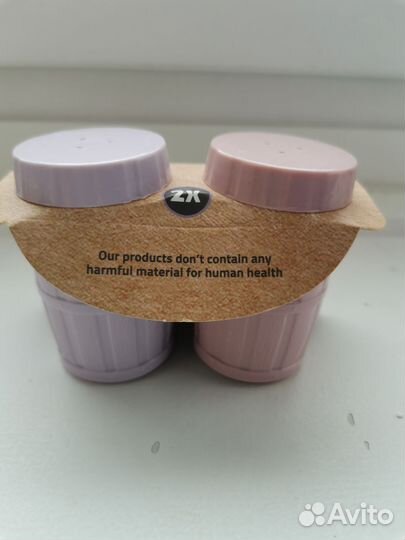 ZX
Our products don't contain any
harmful material for human health
Avito